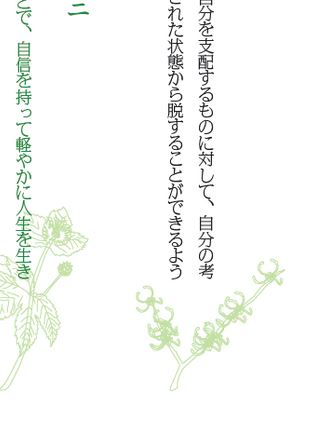 自分を支配するものに対して、自分の考
された状態から脱することができるよう
ニ
とで、自信を持って軽やかに人生を生き